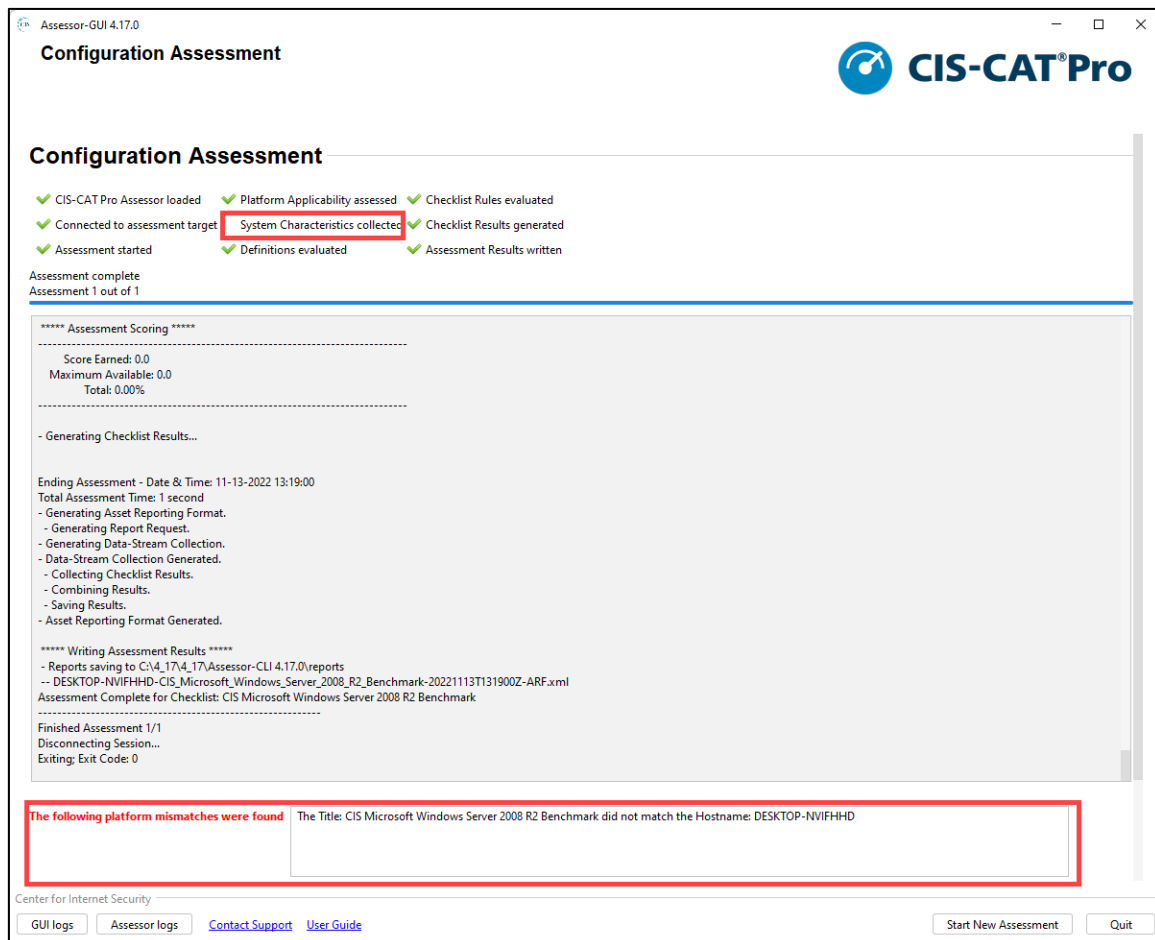 CIS Assessor-GUI 4.17.0
Configuration Assessment
CIS-CAT®Pro
Configuration Assessment
CIS-CAT Pro Assessor loaded Platform Applicability assessed Checklist Rules evaluated
Connected to assessment target System Characteristics collected Checklist Results generated
Assessment started Definitions evaluated Assessment Results written
Assessment complete
Assessment 1 out of 1
***** Assessment Scoring *****
-----------------------------------------------------------------------------
Score Earned: 0.0
Maximum Available: 0.0
Total: 0.00%
-----------------------------------------------------------------------------
- Generating Checklist Results...
Ending Assessment - Date & Time: 11-13-2022 13:19:00
Total Assessment Time: 1 second
- Generating Asset Reporting Format.
- Generating Report Request.
- Generating Data-Stream Collection.
- Data-Stream Collection Generated.
- Collecting Checklist Results.
- Combining Results.
- Saving Results.
- Asset Reporting Format Generated.
***** Writing Assessment Results *****
- Reports saving to C:\4_17\4_17\Assessor-CLI 4.17.0\reports
-- DESKTOP-NVIFHHD-CIS_Microsoft_Windows_Server_2008_R2_Benchmark-20221113T131900Z-ARF.xml
Assessment Complete for Checklist: CIS Microsoft Windows Server 2008 R2 Benchmark
-----------------------------------------------------------
Finished Assessment 1/1
Disconnecting Session...
Exiting; Exit Code: 0
The following platform mismatches were found The Title: CIS Microsoft Windows Server 2008 R2 Benchmark did not match the Hostname: DESKTOP-NVIFHHD
Center for Internet Security
GUI logs Assessor logs Contact Support User Guide Start New Assessment Quit